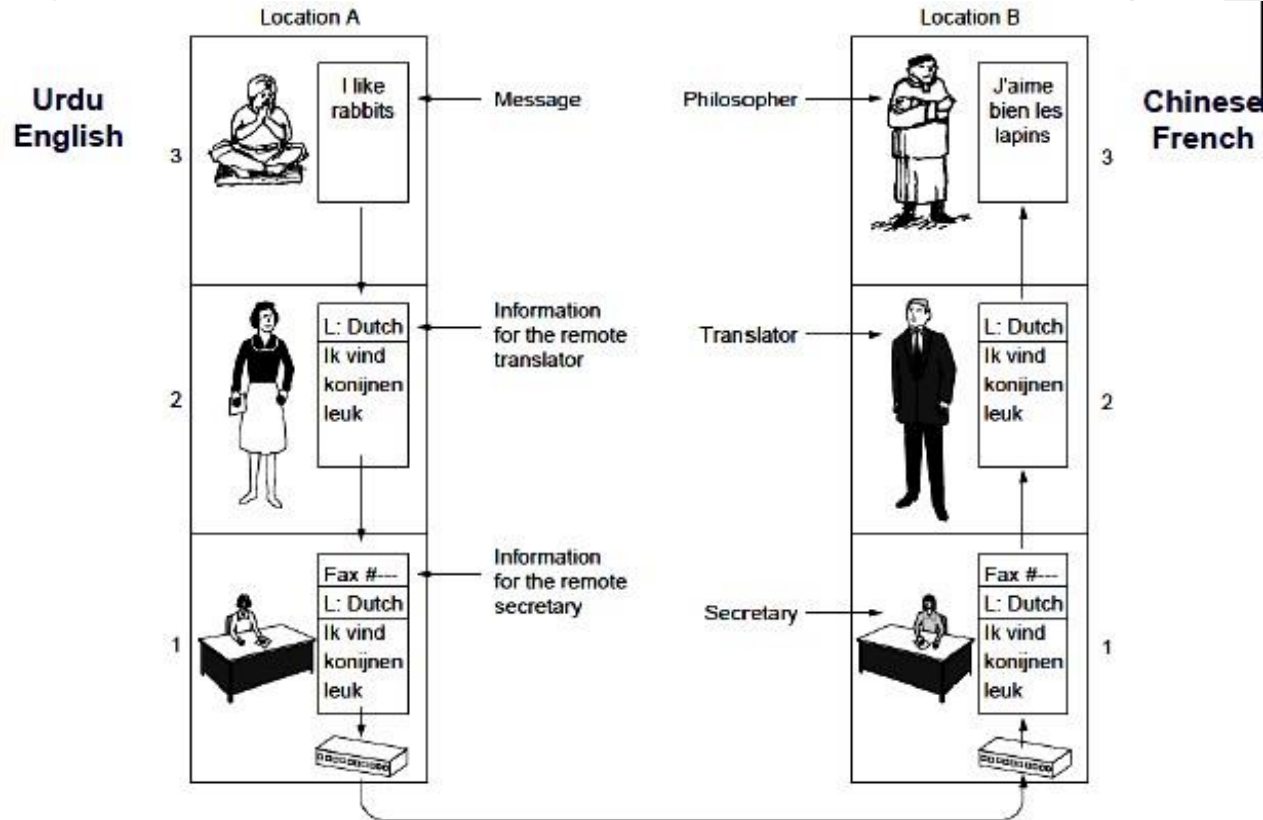 Location A
Location B
Urdu
English
Chinese
French
3
I like
rabbits
Message
Philosopher
J'aime
bien les
lapins
3
2
L: Dutch
Ik vind
konijnen
leuk
Information
for the remote
translator
Translator
L: Dutch
Ik vind
konijnen
leuk
2
1
Fax #---
L: Dutch
Ik vind
konijnen
leuk
Information
for the remote
secretary
Secretary
Fax #---
L: Dutch
Ik vind
konijnen
leuk
1